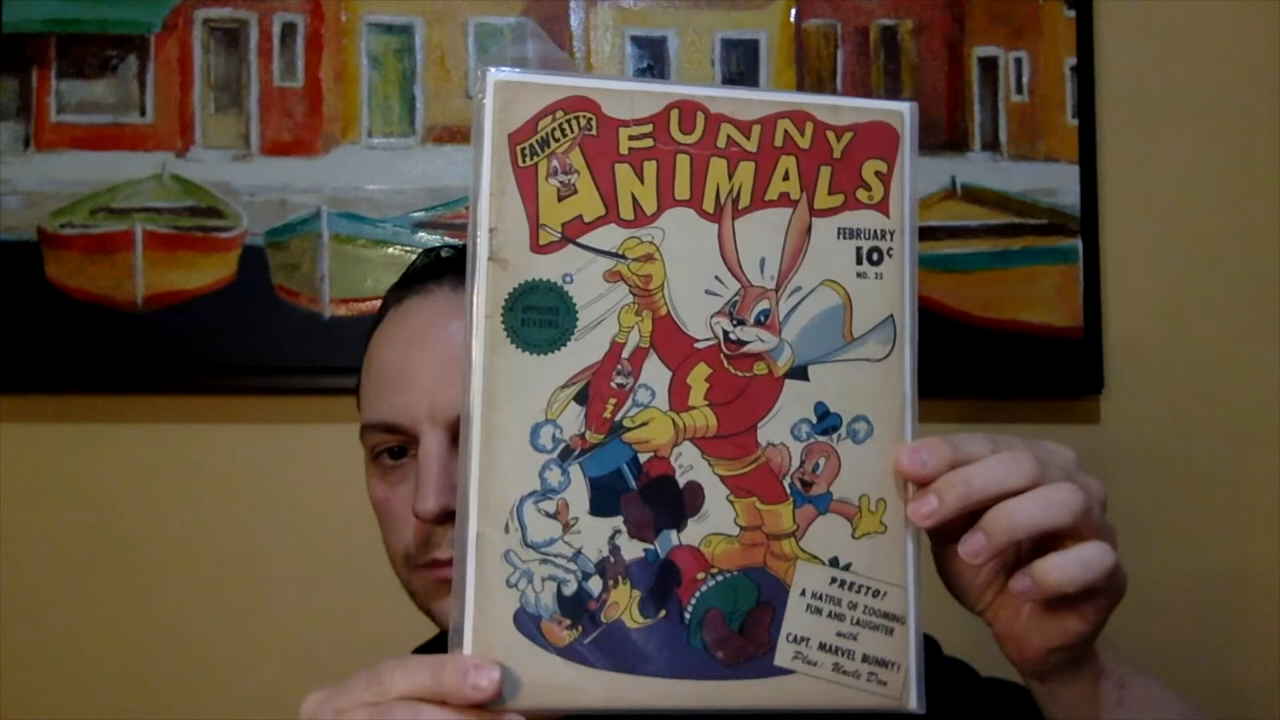 FAWCETT'S
FUNNY
ANIMALS
FEBRUARY
10¢
NO. 35
APPROVED
READING
PRESTO!
A HATFUL OF ZOOMING
FUN AND LAUGHTER
with
CAPT. MARVEL BUNNY!
Plus: Uncle Don